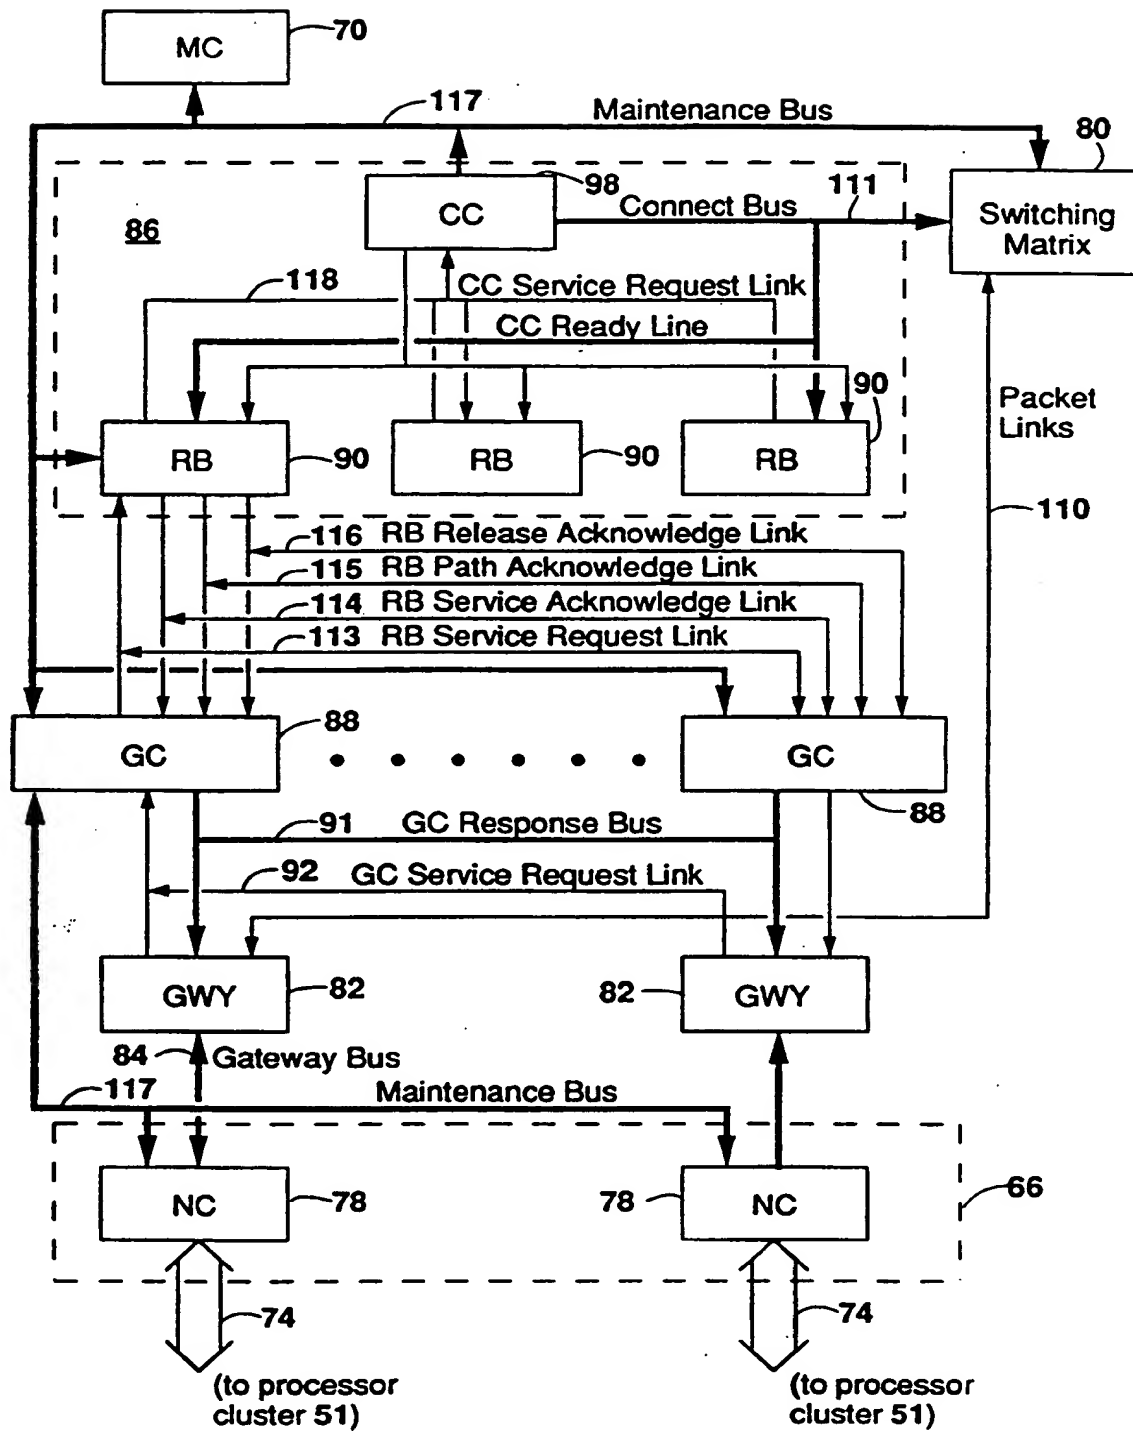 MC
70
117
Maintenance Bus
80
98
CC
Connect Bus
111
Switching
Matrix
86
118
CC Service Request Link
CC Ready Line
90
Packet
Links
RB
90
RB
90
RB
110
116 RB Release Acknowledge Link
115 RB Path Acknowledge Link
114 RB Service Acknowledge Link
113 RB Service Request Link
88
GC
GC
88
91
GC Response Bus
92
GC Service Request Link
GWY
82
82
GWY
84
Gateway Bus
117
Maintenance Bus
NC
78
78
NC
66
74
74
(to processor
cluster 51)
(to processor
cluster 51)